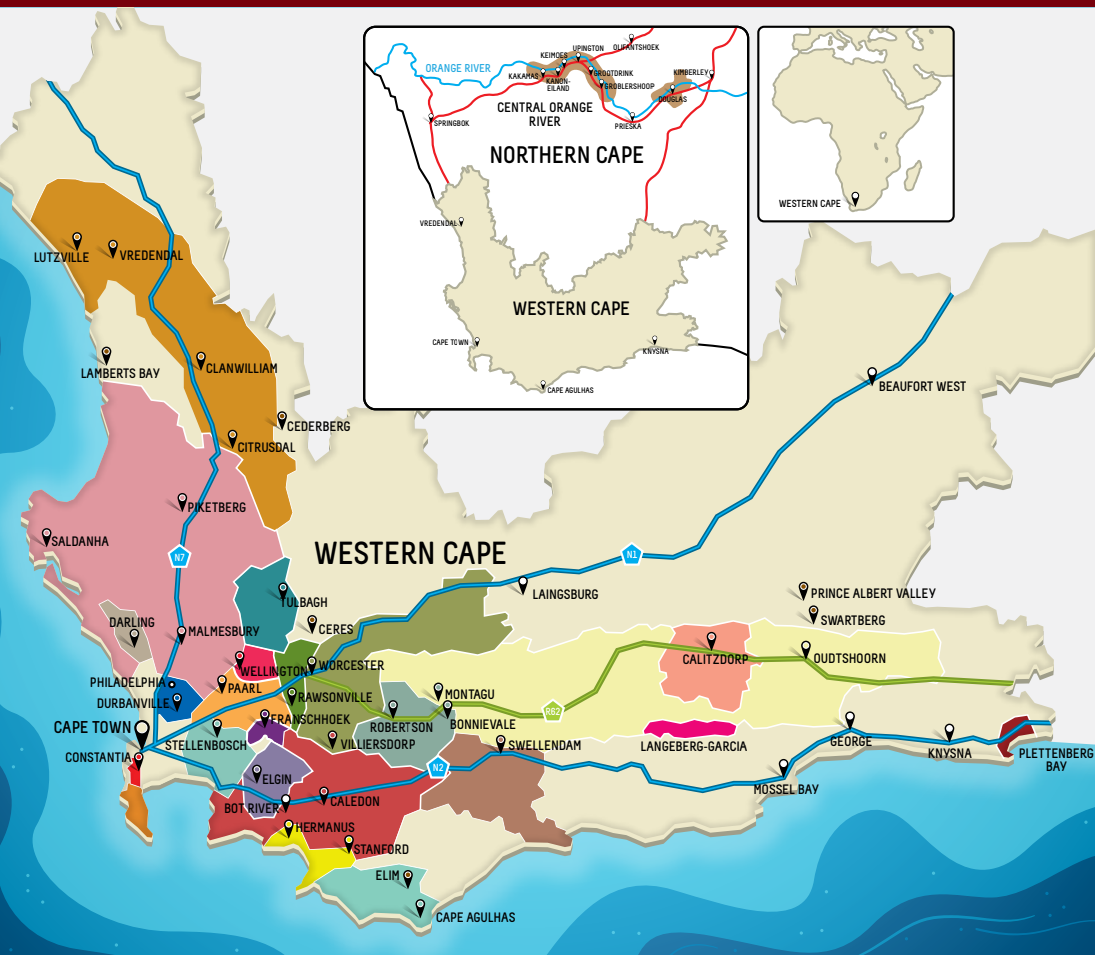 ORANGE RIVER
KEIMOES
UPINGTON
OLIFANTSHOEK
KAKAMAS
KANON-
EILAND
GROOTDRINK
GROBLERSHOOP
KIMBERLEY
DOUGLAS
CENTRAL ORANGE
RIVER
PRIESKA
SPRINGBOK
NORTHERN CAPE
VREDENDAL
WESTERN CAPE
CAPE TOWN
KNYSNA
CAPE AGULHAS
WESTERN CAPE
LUTZVILLE
VREDENDAL
LAMBERTS BAY
CLANWILLIAM
CEDERBERG
CITRUSDAL
BEAUFORT WEST
PIKETBERG
SALDANHA
WESTERN CAPE
N7
N1
LAINGSBURG
TULBAGH
PRINCE ALBERT VALLEY
SWARTBERG
DARLING
MALMESBURY
CERES
WELLINGTON
WORCESTER
CALITZDORP
OUDTSHOORN
PHILADELPHIA
PAARL
RAWSONVILLE
MONTAGU
DURBANVILLE
FRANSCHHOEK
ROBERTSON
BONNIEVALE
R62
CAPE TOWN
STELLENBOSCH
VILLIERSDORP
SWELLENDAM
LANGEBERG-GARCIA
GEORGE
KNYSNA
PLETTENBERG
BAY
CONSTANTIA
ELGIN
N2
MOSSEL BAY
BOT RIVER
CALEDON
HERMANUS
STANFORD
ELIM
CAPE AGULHAS